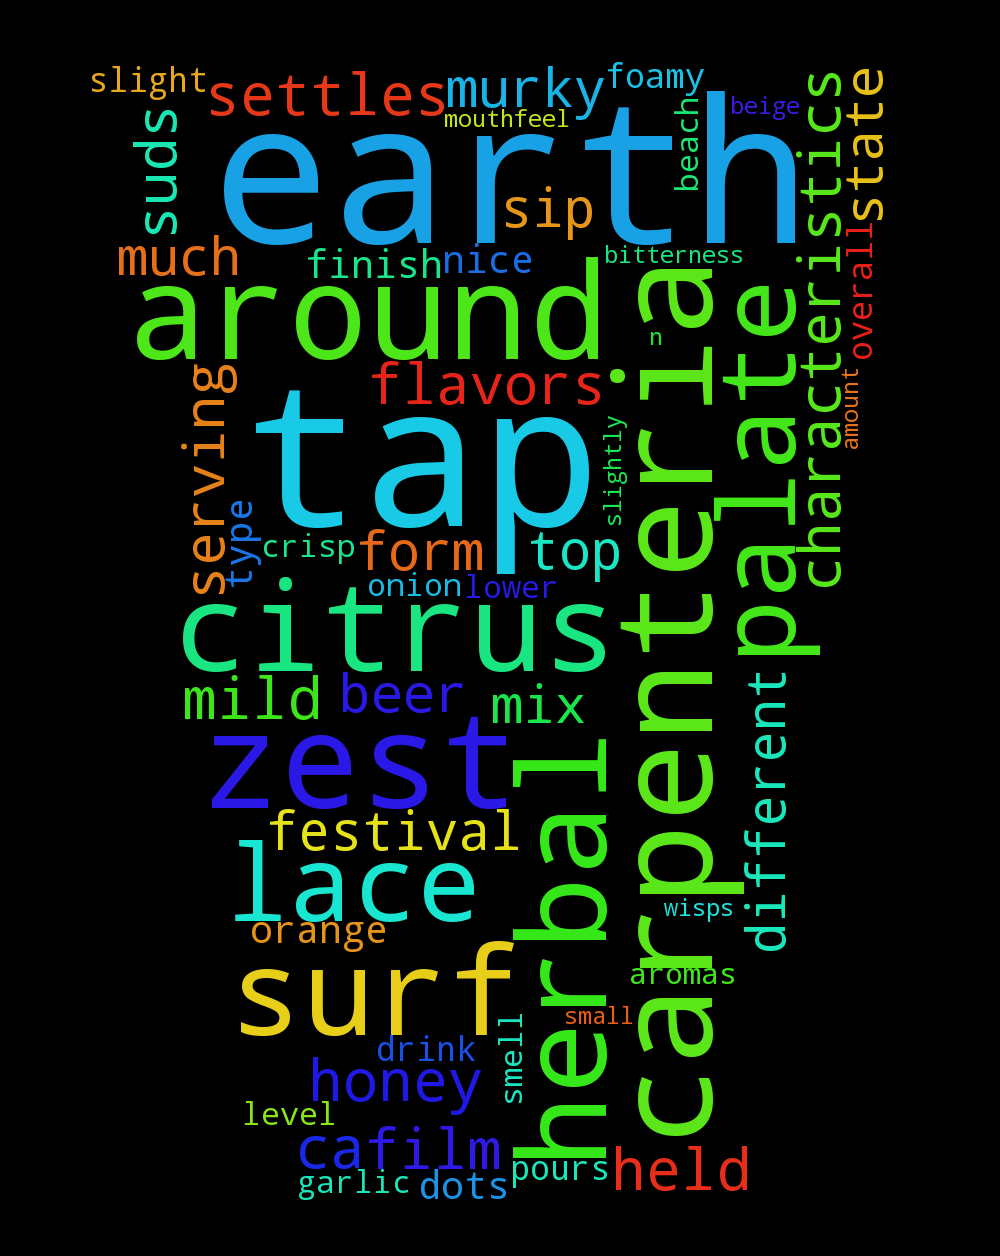 slight
settles
murky
foamy
mouthfeel
beach
beige
state
suds
earth
sip
characteristics
much
finish
nice
bitterness
overall
around
n
carpenteria
palate
amount
serving
flavors
tap
slightly
type
crisp
form
top
onion
lower
citrus
mild
beer
mix
different
zest
herbal
festival
lace
wisps
orange
surf
aromas
small
drink
smell
honey
level
ca
film
pours
held
garlic
dots